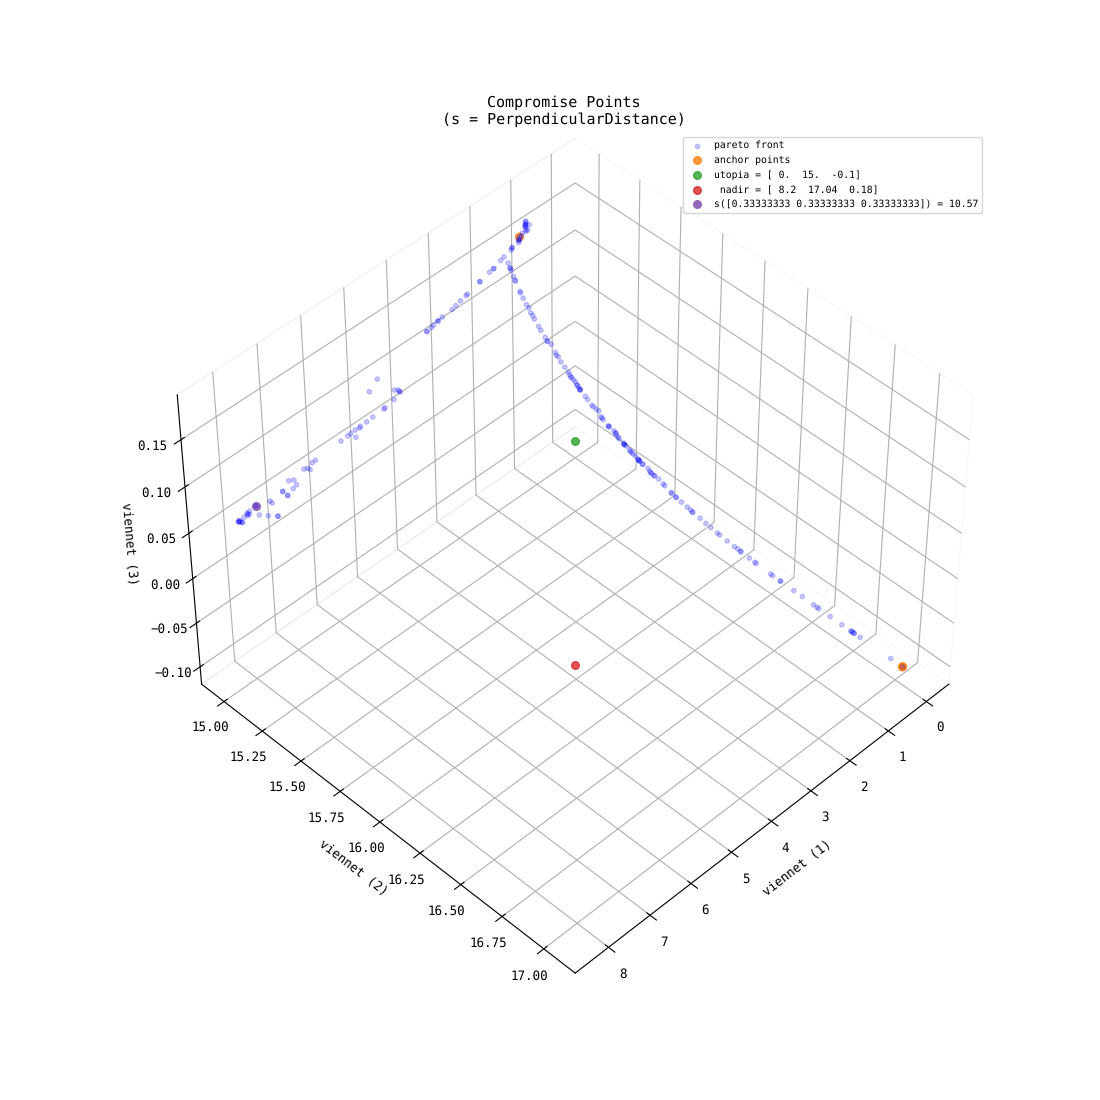 Compromise Points
(s = PerpendicularDistance)
pareto front
anchor points
utopia = [ 0.  15.  -0.1]
nadir = [ 8.2  17.04  0.18]
s([0.33333333 0.33333333 0.33333333]) = 10.57
0.15
0.10
0.05
0.00
−0.05
−0.10
viennet (3)
15.00
15.25
15.50
15.75
16.00
16.25
16.50
16.75
17.00
viennet (2)
0
1
2
3
4
5
6
7
8
viennet (1)